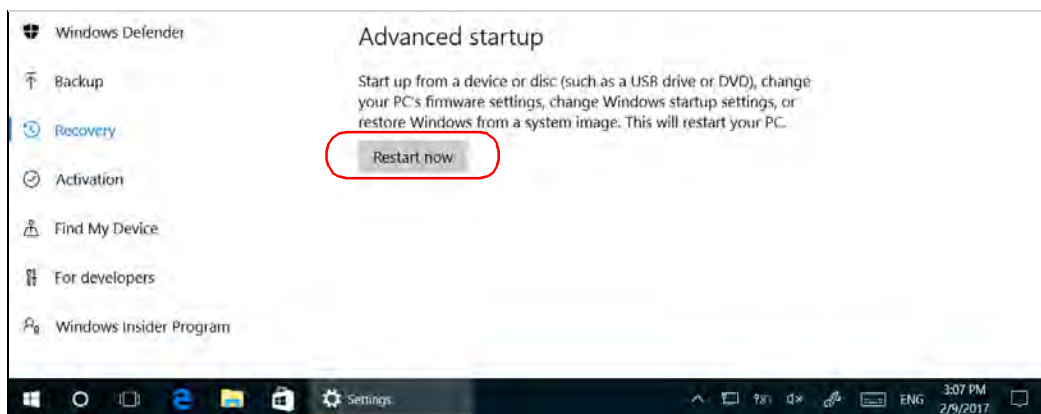 Windows Defender
Backup
Recovery
Activation
Find My Device
For developers
Windows Insider Program
Advanced startup
Start up from a device or disc (such as a USB drive or DVD), change
your PC's firmware settings, change Windows startup settings, or
restore Windows from a system image. This will restart your PC.
Restart now
Settings
ENG
3:07 PM
2/9/2017